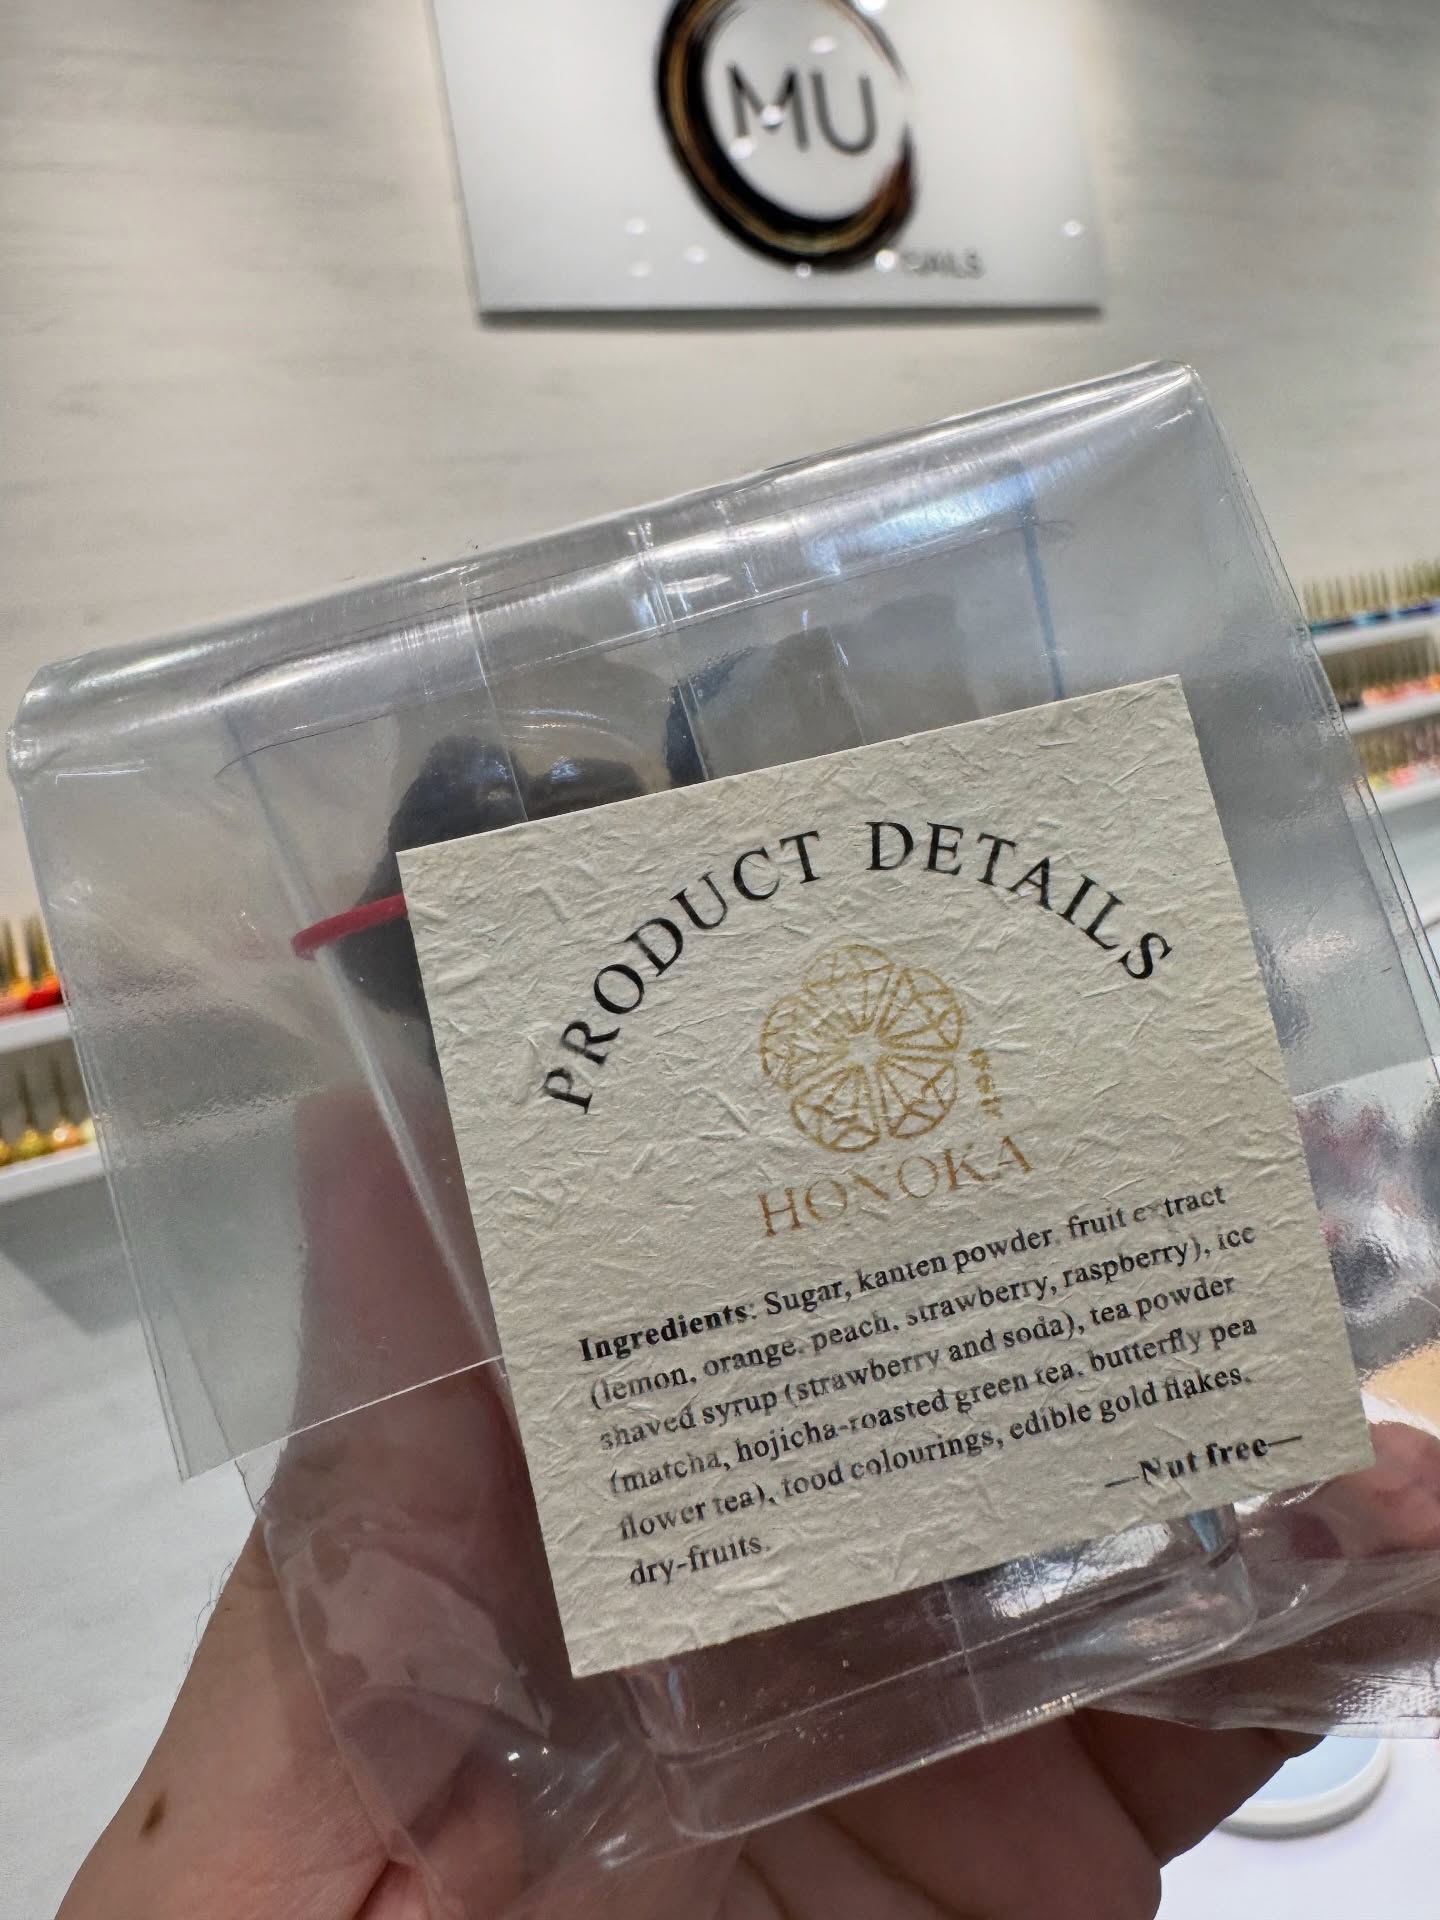 MU
NAILS
PRODUCT DETAILS
HONOKA
Ingredients: Sugar, kanten powder, fruit extract
(lemon, orange, peach, strawberry, raspberry), ice
shaved syrup (strawberry and soda), tea powder
(matcha, hojicha-roasted green tea, butterfly pea
flower tea), food colourings, edible gold flakes,
dry-fruits.
—Nut free—